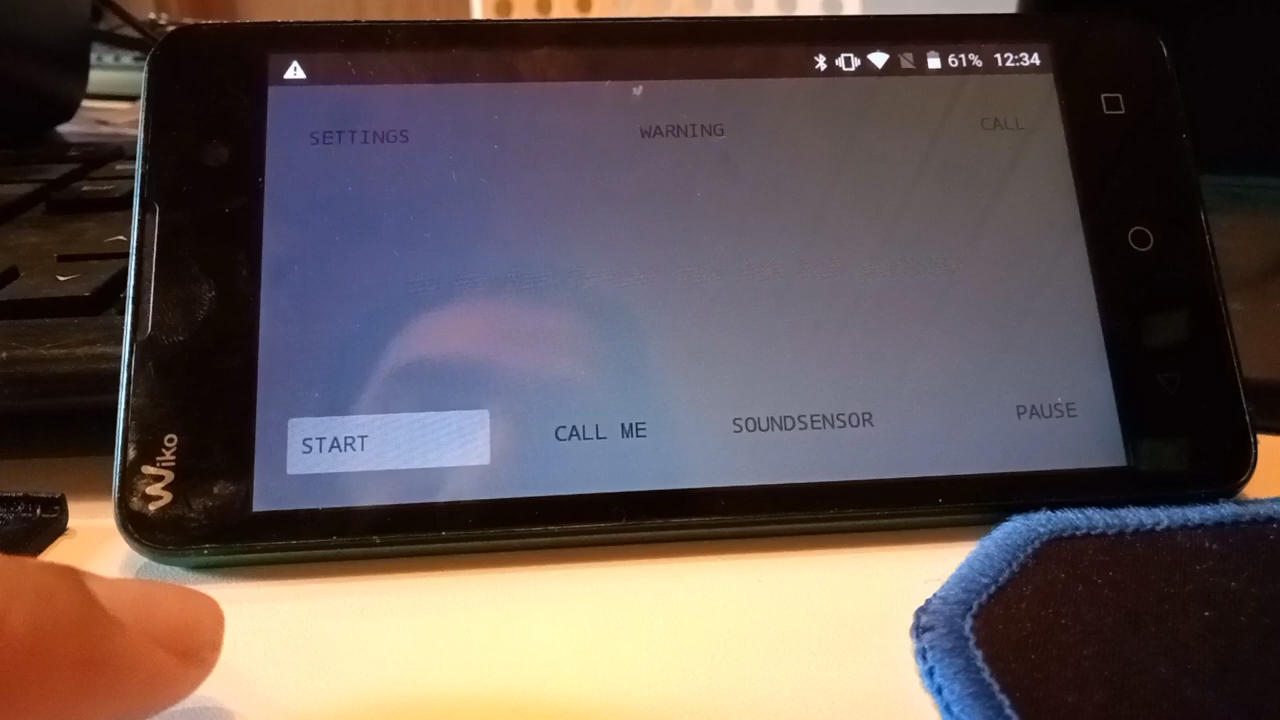 61% 12:34
SETTINGS WARNING CALL
START CALL ME SOUNDSENSOR PAUSE
Wiko